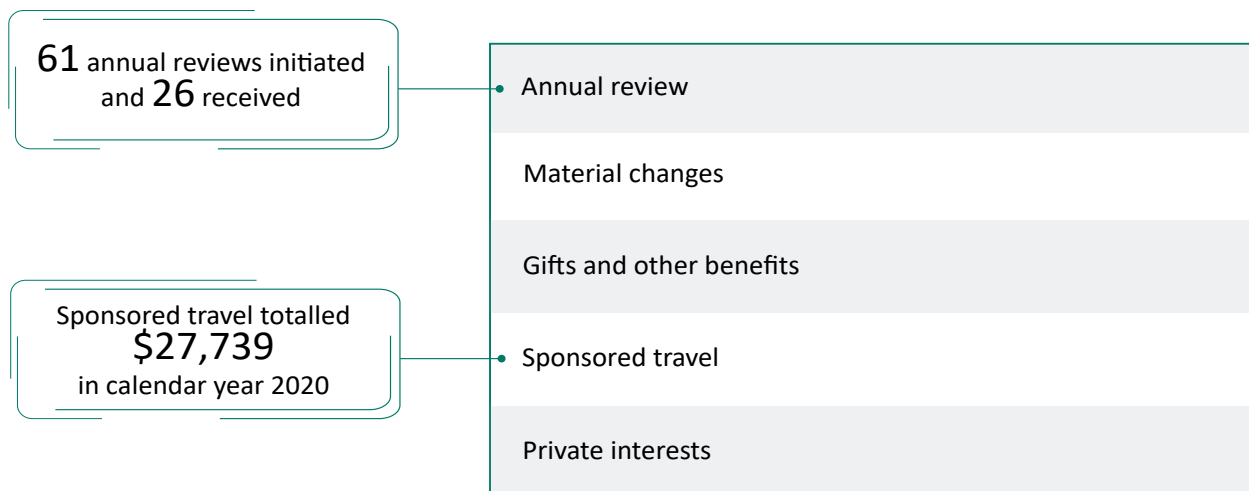 61 annual reviews initiated
and 26 received
Annual review
Material changes
Gifts and other benefits
Sponsored travel totalled
$27,739
in calendar year 2020
Sponsored travel
Private interests